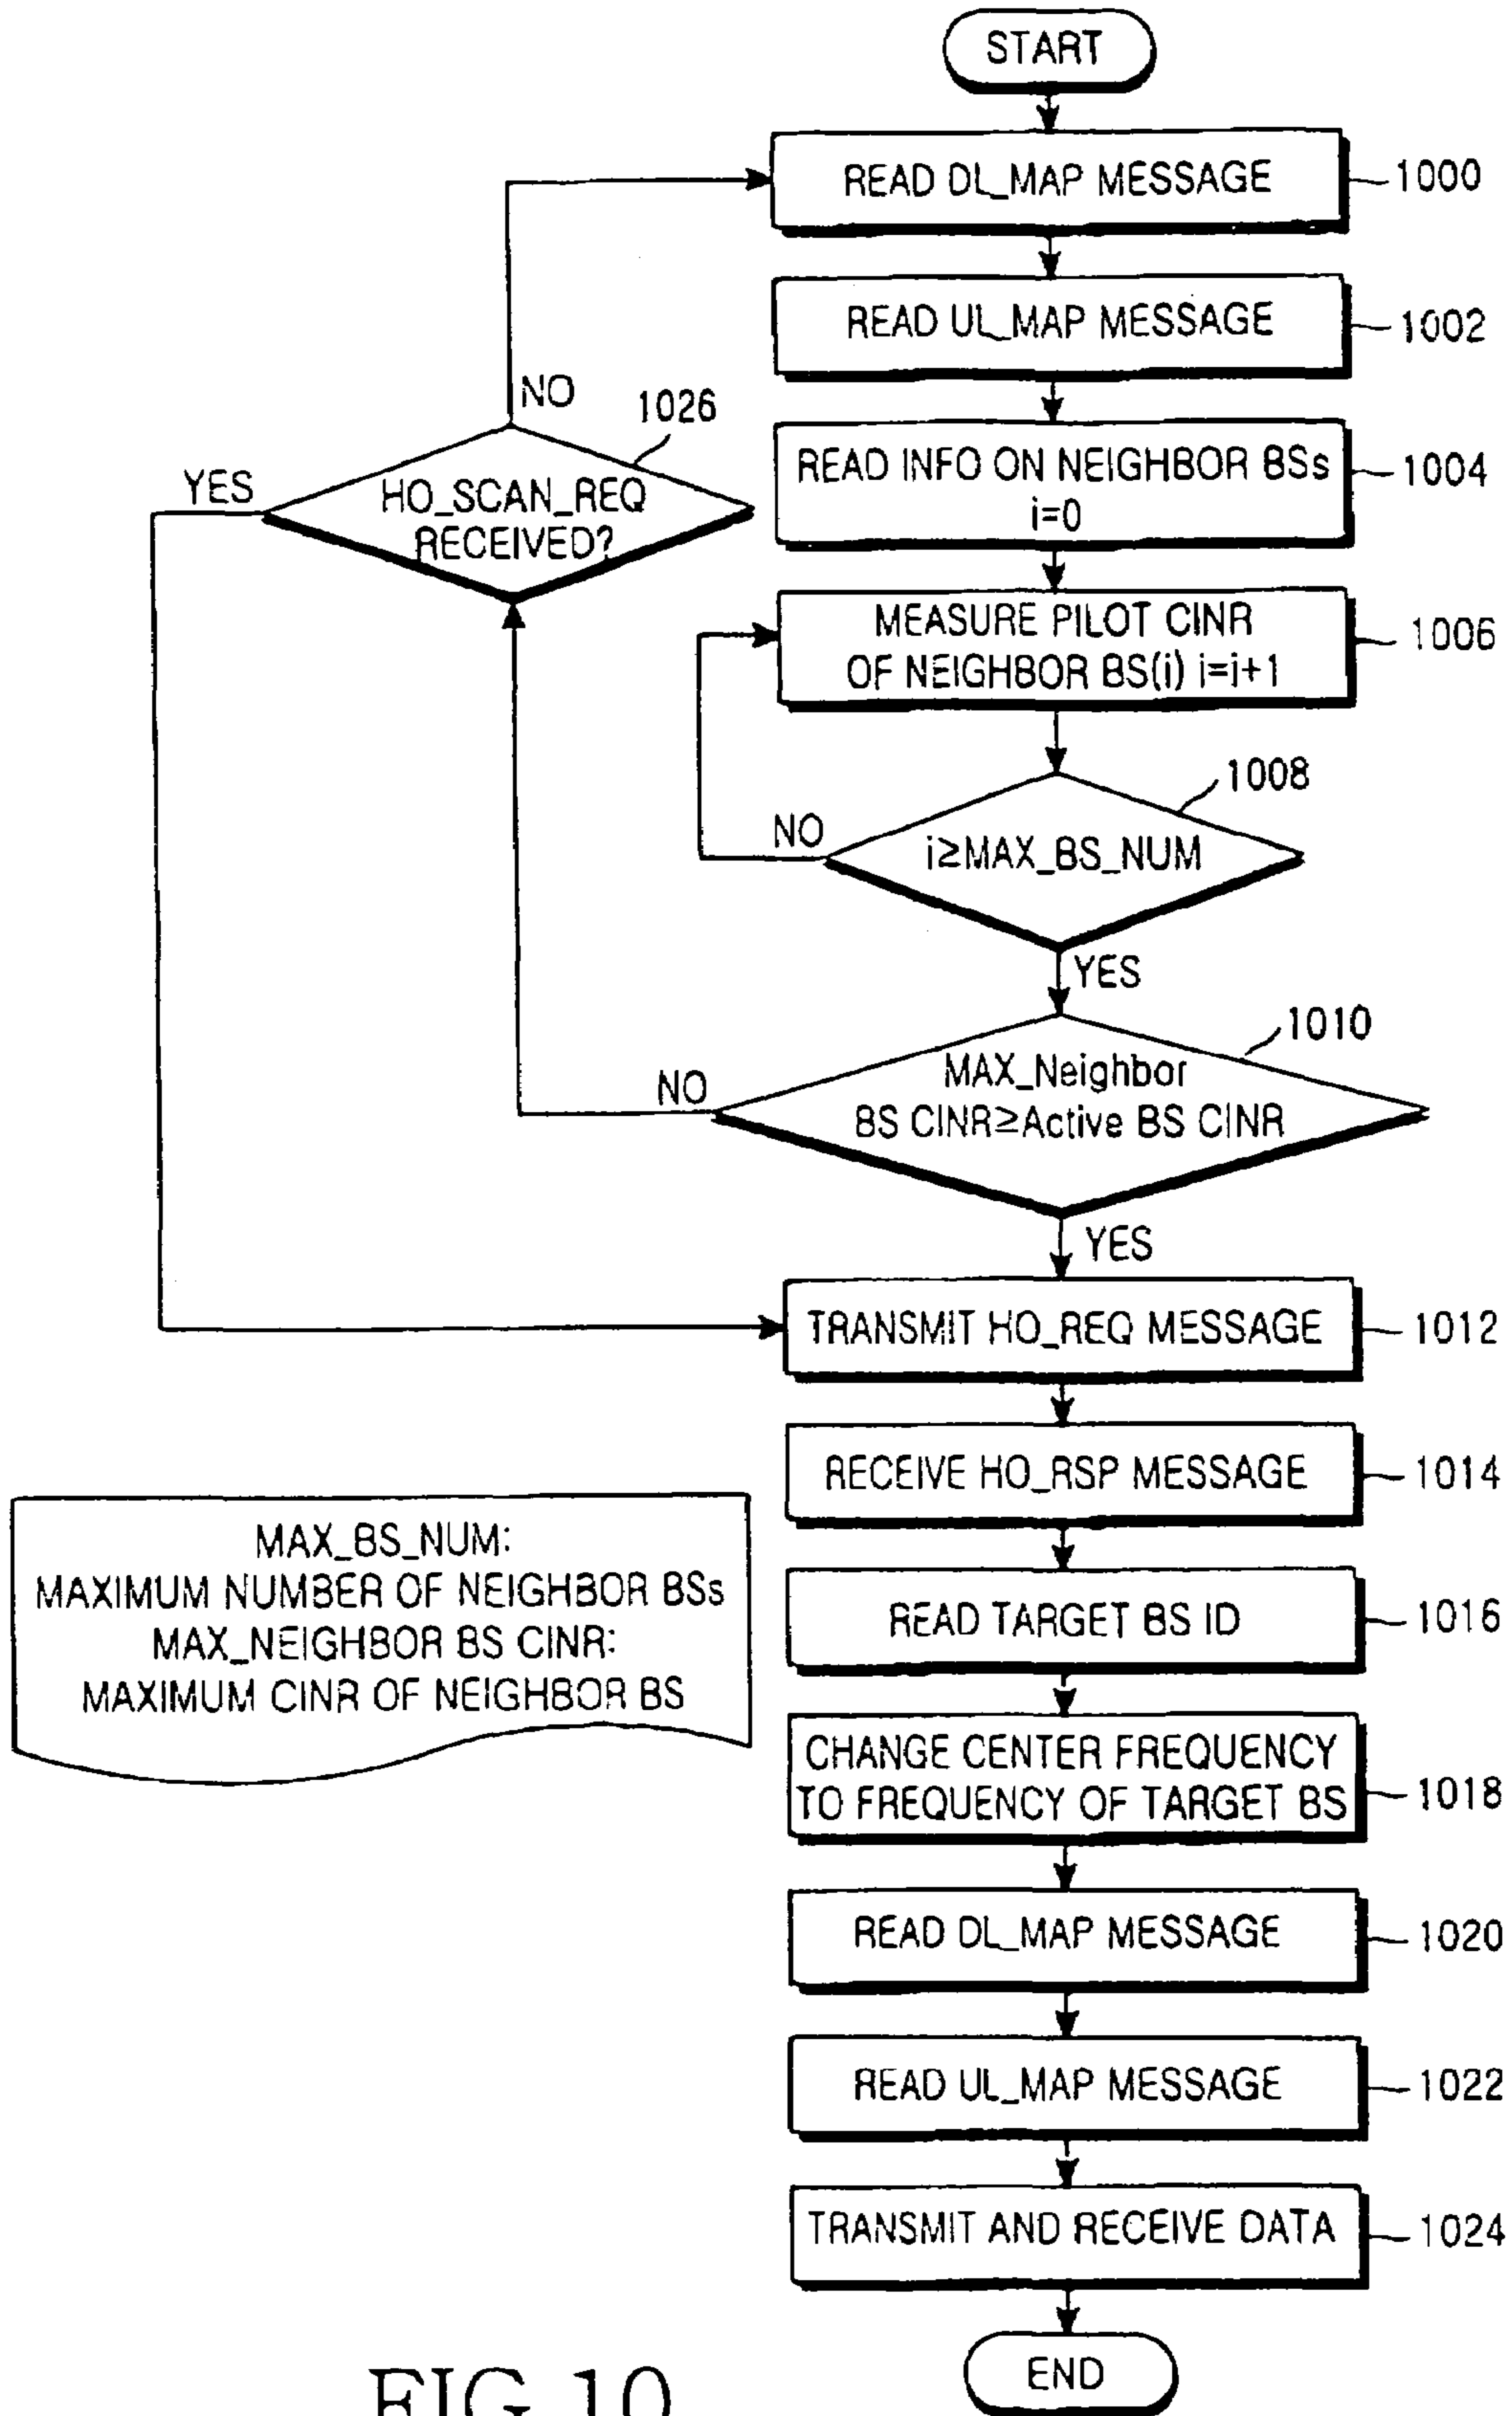 START
READ DL_MAP MESSAGE
1000
READ UL_MAP MESSAGE
1002
READ INFO ON NEIGHBOR BSs
i=0
1004
MEASURE PILOT CINR
OF NEIGHBOR BS(i) i=i+1
1006
i≥MAX_BS_NUM
1008
NO
YES
MAX_Neighbor
BS CINR≥Active BS CINR
1010
NO
YES
HO_SCAN_REQ
RECEIVED?
1026
NO
YES
TRANSMIT HO_REQ MESSAGE
1012
RECEIVE HO_RSP MESSAGE
1014
READ TARGET BS ID
1016
CHANGE CENTER FREQUENCY
TO FREQUENCY OF TARGET BS
1018
READ DL_MAP MESSAGE
1020
READ UL_MAP MESSAGE
1022
TRANSMIT AND RECEIVE DATA
1024
END
MAX_BS_NUM:
MAXIMUM NUMBER OF NEIGHBOR BSs
MAX_NEIGHBOR BS CINR:
MAXIMUM CINR OF NEIGHBOR BS
FIG.10